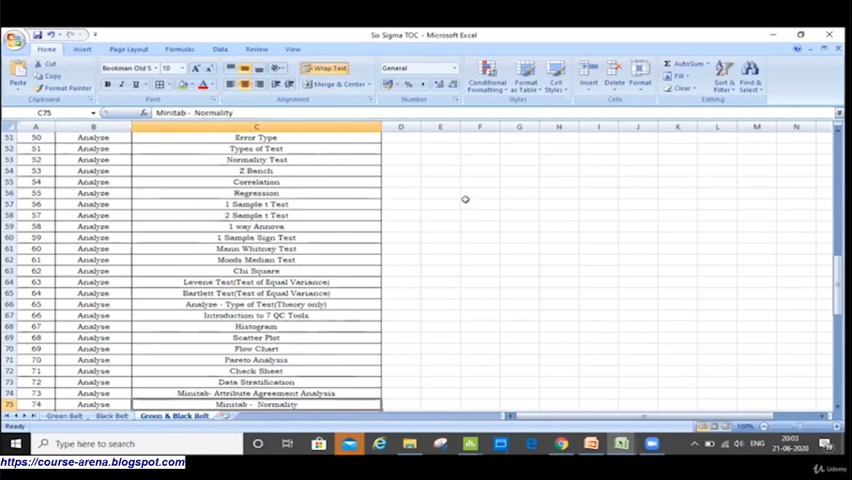 Six Sigma TOC - Microsoft Excel
Home Insert Page Layout Formulas Data Review View
Paste Cut Copy Format Painter Clipboard
Bookman Old S 10 Font
Wrap Text Merge & Center Alignment
General Number
Conditional Formatting Format as Table Cell Styles Styles
Insert Delete Format Cells
AutoSum Fill Clear Sort & Filter Find & Select Editing
C75 Minitab - Normality
A B C D E F G H I J K L M N
51 50 Analyze Error Type
52 51 Analyze Types of Test
53 52 Analyze Normality Test
54 53 Analyze Z Bench
55 54 Analyze Correlation
56 55 Analyze Regression
57 56 Analyze 1 Sample t Test
58 57 Analyze 2 Sample t Test
59 58 Analyze 1 way Annova
60 59 Analyze 1 Sample Sign Test
61 60 Analyze Mann Whitney Test
62 61 Analyze Moods Median Test
63 62 Analyze Chi Square
64 63 Analyze Levene Test(Test of Equal Variance)
65 64 Analyze Bartlett Test(Test of Equal Variance)
66 65 Analyze Analyze - Type of Test(Theory only)
67 66 Analyse Introduction to 7 QC Tools
68 67 Analyse Histogram
69 68 Analyse Scatter Plot
70 69 Analyse Flow Chart
71 70 Analyse Pareto Analysis
72 71 Analyse Check Sheet
73 72 Analyse Data Stratification
74 73 Analyse Minitab- Attribute Agreement Analysis
75 74 Analyse Minitab - Normality
Green Belt Black Belt Green & Black Belt
Ready 100%
Type here to search ENG 20:03
21-06-2020
https://course-arena.blogspot.com
Udemy